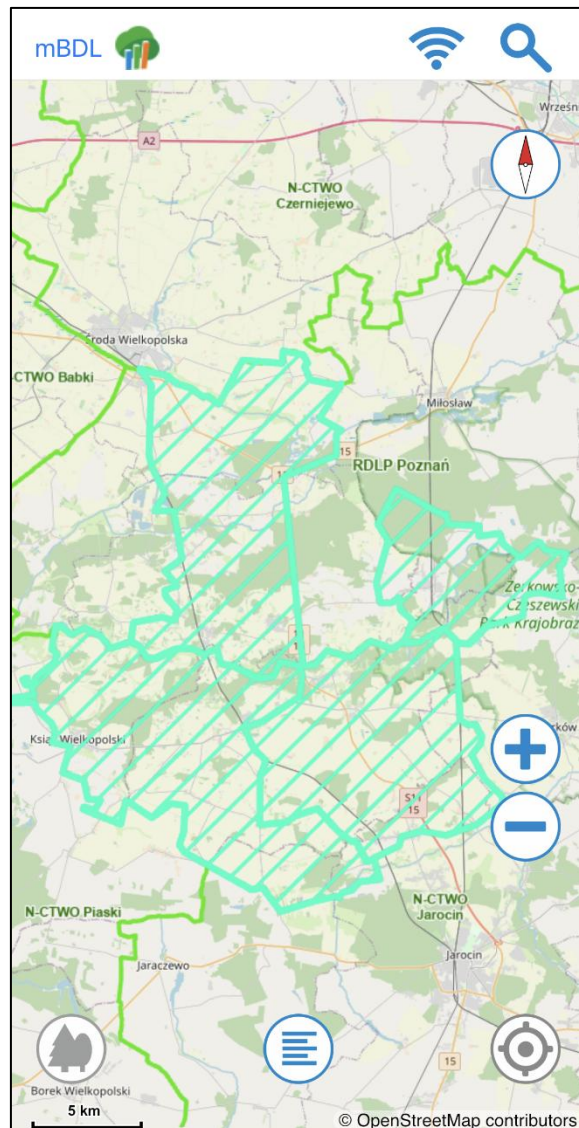 mBDL
Wrześn
A2
N-CTWO
Czerniejewo
Środa Wielkopolska
-CTWO Babki
Miłosław
15
RDLP Poznań
Żerkowsko-
Czeszewski
Park Krajobraz
Książ Wielkopolski
ków
S11
15
N-CTWO Piaski
N-CTWO
Jarocin
Jaraczewo
Jarocin
15
Borek Wielkopolski
5 km
© OpenStreetMap contributors